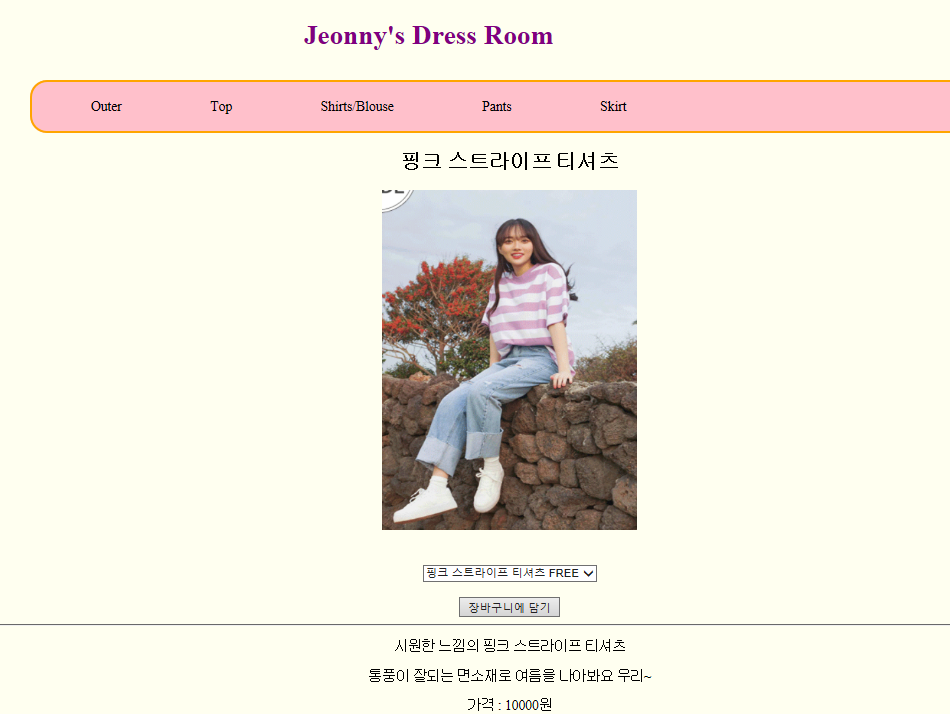 Jeonny's Dress Room
Outer Top Shirts/Blouse Pants Skirt
핑크 스트라이프 티셔츠
핑크 스트라이프 티셔츠 FREE
장바구니에 담기
시원한 느낌의 핑크 스트라이프 티셔츠
통풍이 잘되는 면소재로 여름을 나아봐요 우리~
가격 : 10000원